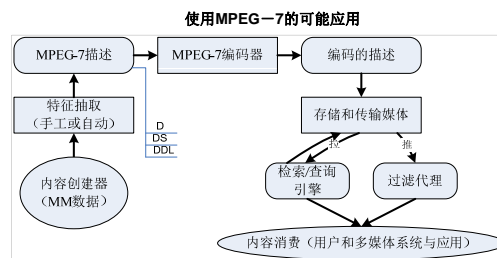 使用MPEG－7的可能应用
MPEG-7描述
MPEG-7编码器
编码的描述
特征抽取
（手工或自动）
D
DS
DDL
存储和传输媒体
拉
推
内容创建器
（MM数据）
检索/查询
引擎
过滤代理
内容消费（用户和多媒体系统与应用）